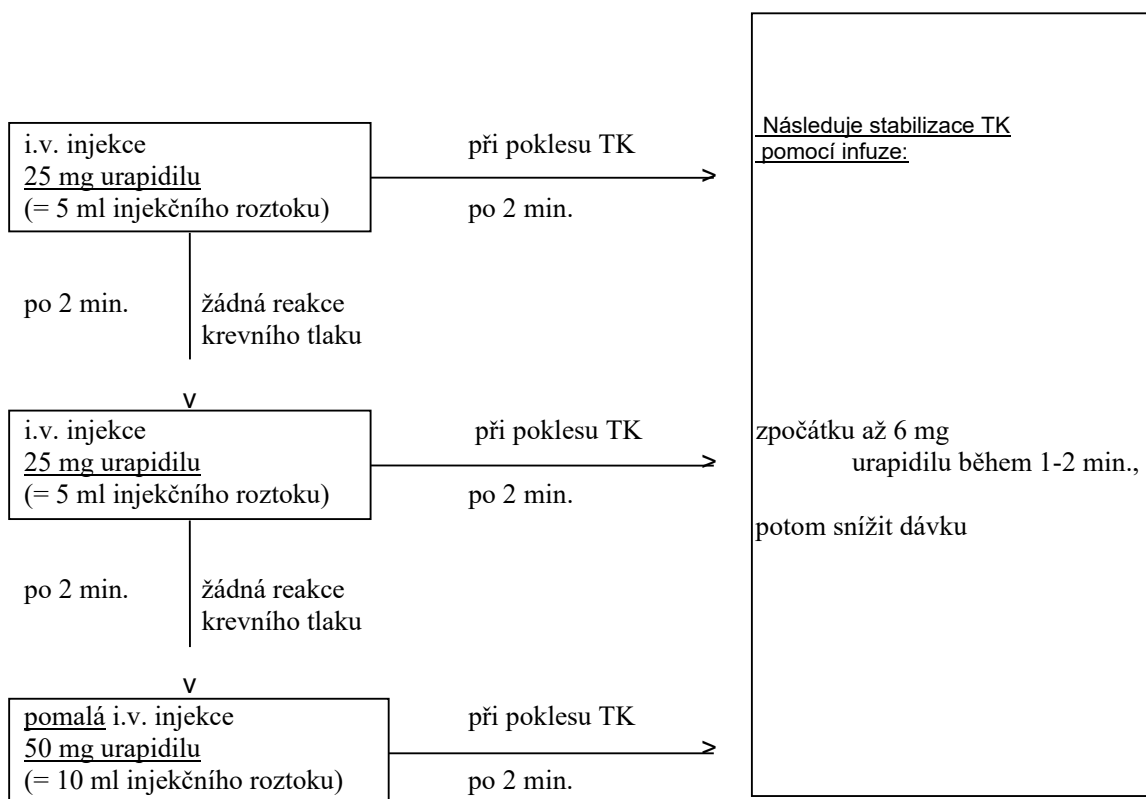 Následuje stabilizace TK
pomocí infuze:
i.v. injekce
25 mg urapidilu
(= 5 ml injekčního roztoku)
při poklesu TK
>
po 2 min.
po 2 min.
žádná reakce
krevního tlaku
v
i.v. injekce
25 mg urapidilu
(= 5 ml injekčního roztoku)
při poklesu TK
>
po 2 min.
zpočátku až 6 mg
urapidilu během 1-2 min.,
potom snížit dávku
po 2 min.
žádná reakce
krevního tlaku
v
pomalá i.v. injekce
50 mg urapidilu
(= 10 ml injekčního roztoku)
při poklesu TK
>
po 2 min.